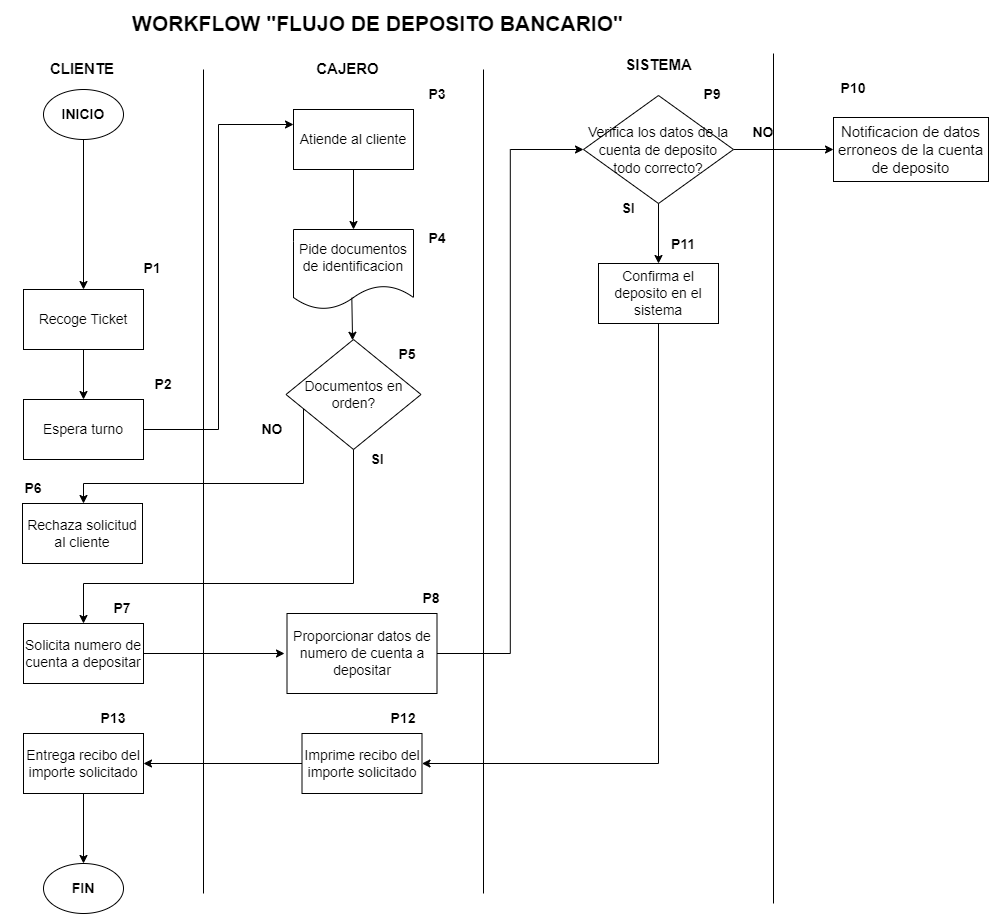 WORKFLOW "FLUJO DE DEPOSITO BANCARIO"
CLIENTE
CAJERO
SISTEMA
INICIO
P1
Recoge Ticket
P2
Espera turno
P3
Atiende al cliente
P4
Pide documentos
de identificacion
P5
Documentos en
orden?
NO
SI
P6
Rechaza solicitud
al cliente
P7
Solicita numero de
cuenta a depositar
P8
Proporcionar datos de
numero de cuenta a
depositar
P9
Verifica los datos de la
cuenta de deposito
todo correcto?
NO
SI
P10
Notificacion de datos
erroneos de la cuenta
de deposito
P11
Confirma el
deposito en el
sistema
P12
Imprime recibo del
importe solicitado
P13
Entrega recibo del
importe solicitado
FIN